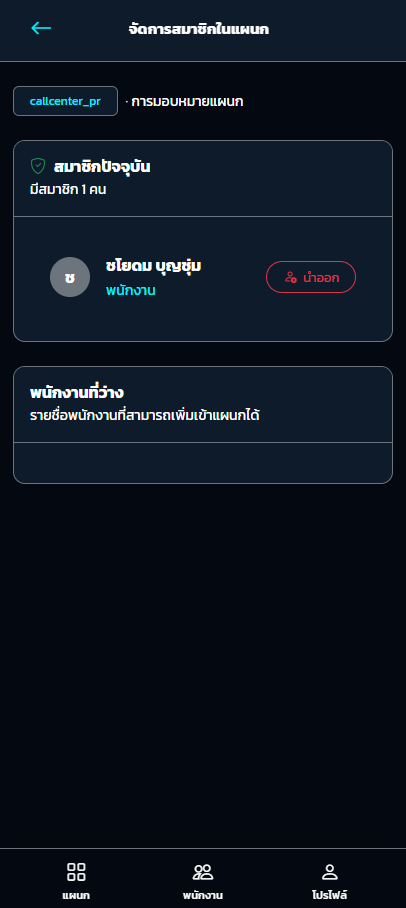 จัดการสมาชิกในแผนก
callcenter_pr · การมอบหมายแผนก
สมาชิกปัจจุบัน
มีสมาชิก 1 คน
ช
ชโยดม บุญชุ่ม
พนักงาน
นำออก
พนักงานที่ว่าง
รายชื่อพนักงานที่สามารถเพิ่มเข้าแผนกได้
แผนก พนักงาน โปรไฟล์